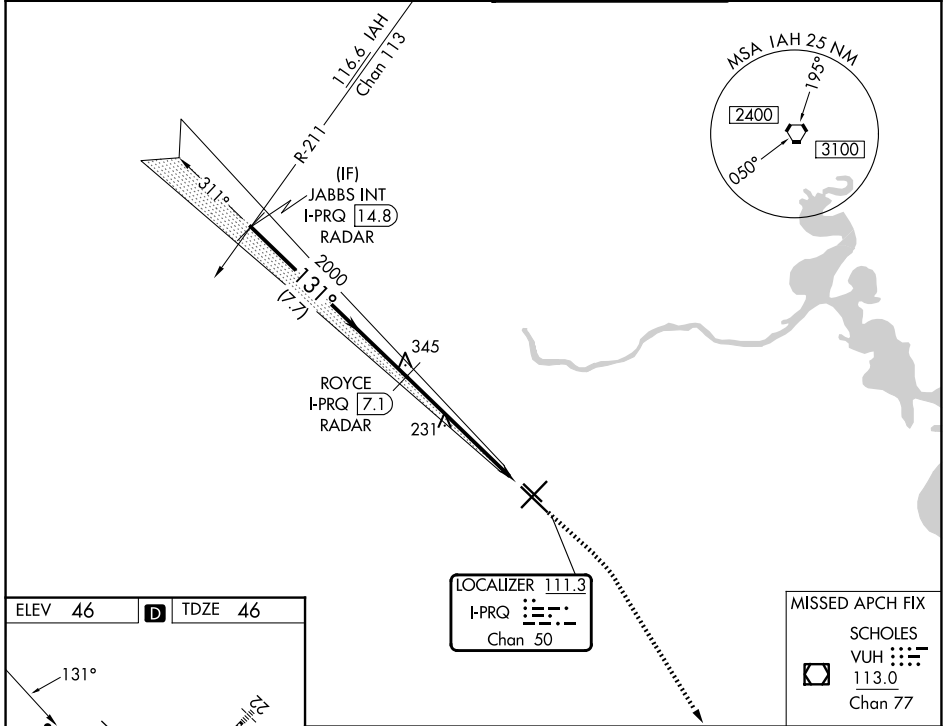 116.6 IAH
Chan 113
R-211
MSA IAH 25 NM
195°
2400
3100
050°
(IF)
JABBS INT
I-PRQ 14.8
RADAR
311°
2000
131°
(7.7)
345
ROYCE
I-PRQ 7.1
RADAR
231
LOCALIZER 111.3
I-PRQ
Chan 50
MISSED APCH FIX
SCHOLES
VUH
113.0
Chan 77
ELEV 46 D TDZE 46
131°
22